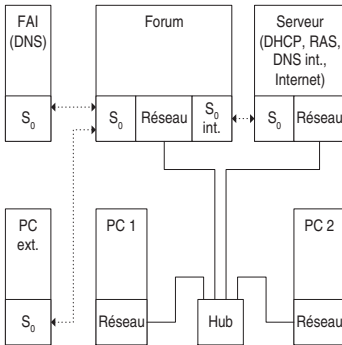 FAI
(DNS)
S₀
Forum
S₀
Réseau
S₀
int.
Serveur
(DHCP, RAS,
DNS int.,
Internet)
S₀
Réseau
PC
ext.
S₀
PC 1
Réseau
Hub
PC 2
Réseau